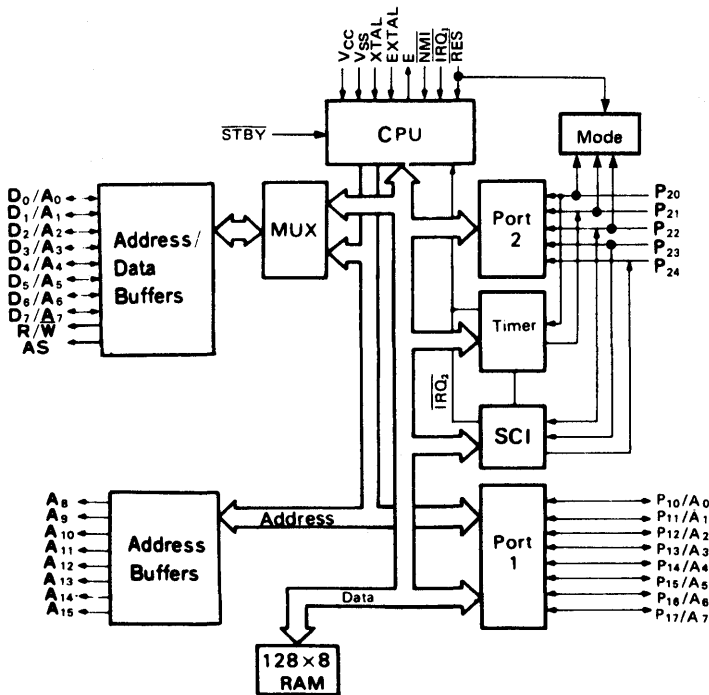 VCC
VSS
XTAL
EXTAL
E
NMI
IRQ1
RES
STBY
CPU
Mode
D0/A0
D1/A1
D2/A2
D3/A3
D4/A4
D5/A5
D6/A6
D7/A7
R/W
AS
Address/
Data
Buffers
MUX
Port
2
P20
P21
P22
P23
P24
Timer
IRQ2
SCI
A8
A9
A10
A11
A12
A13
A14
A15
Address
Buffers
Address
Data
Port
1
P10/A0
P11/A1
P12/A2
P13/A3
P14/A4
P15/A5
P16/A6
P17/A7
128×8
RAM